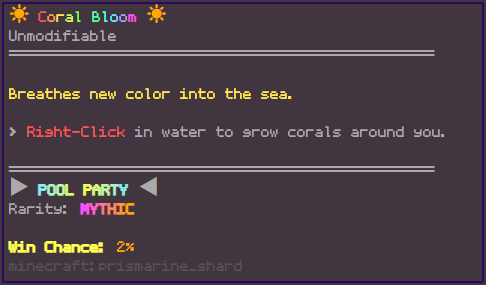 ☀ Coral Bloom ☀
Unmodifiable
Breathes new color into the sea.
> Right-Click in water to grow corals around you.
▶ POOL PARTY ◀
Rarity: MYTHIC
Win Chance: 2%
minecraft:prismarine_shard